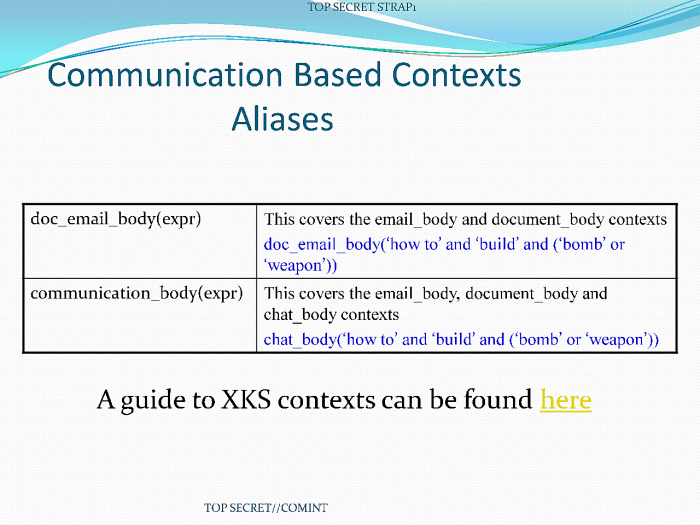 TOP SECRET STRAP1
Communication Based Contexts
Aliases
doc_email_body(expr)
This covers the email_body and document_body contexts
doc_email_body(‘how to’ and ‘build’ and (‘bomb’ or
‘weapon’))
communication_body(expr)
This covers the email_body, document_body and
chat_body contexts
chat_body(‘how to’ and ‘build’ and (‘bomb’ or ‘weapon’))
A guide to XKS contexts can be found here
TOP SECRET//COMINT